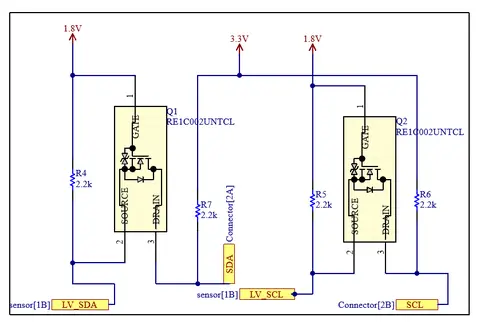 1.8V
3.3V
1.8V
1
Q1
RE1C002UNTCL
GATE
SOURCE
DRAIN
2
3
R4
2.2k
R7
2.2k
Connector[2A]
SDA
1
Q2
RE1C002UNTCL
GATE
SOURCE
DRAIN
2
3
R5
2.2k
R6
2.2k
sensor[1B]
LV_SCL
sensor[1B]
LV_SDA
Connector[2B]
SCL